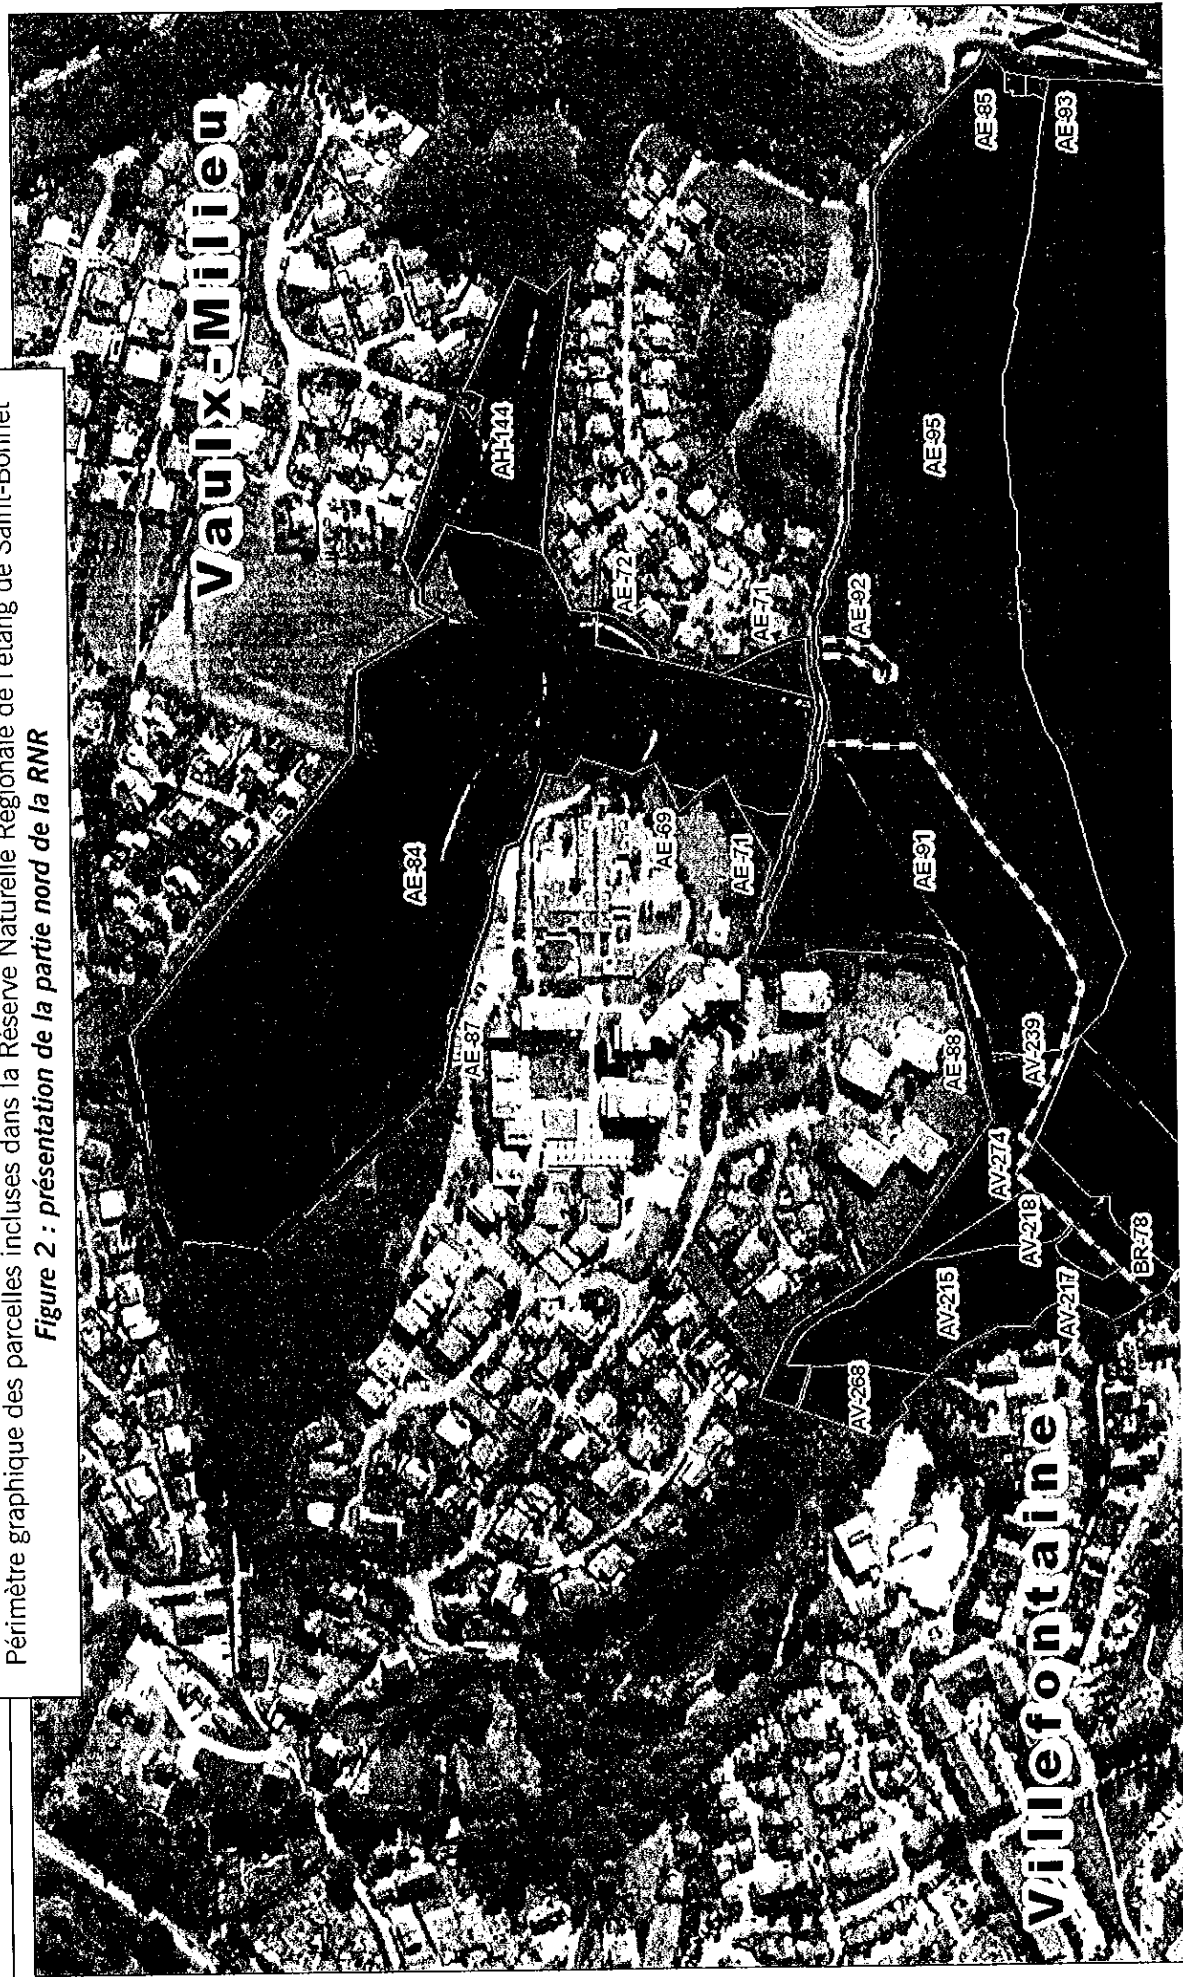 Périmètre graphique des parcelles incluses dans la Réserve Naturelle Régionale de l'étang de Saint-Bonnet
Figure 2 : présentation de la partie nord de la RNR
Vaulx-Milieu
AH-144
AE-84
AE-72
AE-71
AE-69
AE-71
AE-87
AE-85
AE-93
AE-95
AE-92
AE-91
AE-88
AV-239
AV-274
AV-218
AV-215
AV-217
BR-78
AV-268
Villefontaine